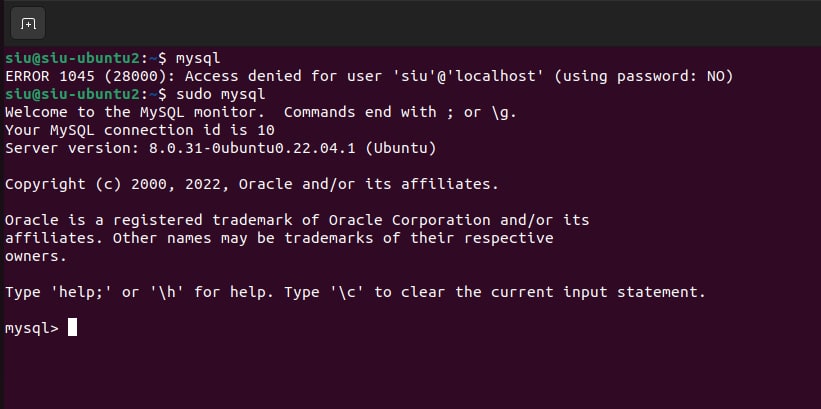 siu@siu-ubuntu2:~$ mysql
ERROR 1045 (28000): Access denied for user 'siu'@'localhost' (using password: NO)
siu@siu-ubuntu2:~$ sudo mysql
Welcome to the MySQL monitor.  Commands end with ; or \g.
Your MySQL connection id is 10
Server version: 8.0.31-0ubuntu0.22.04.1 (Ubuntu)

Copyright (c) 2000, 2022, Oracle and/or its affiliates.

Oracle is a registered trademark of Oracle Corporation and/or its
affiliates. Other names may be trademarks of their respective
owners.

Type 'help;' or '\h' for help. Type '\c' to clear the current input statement.

mysql>